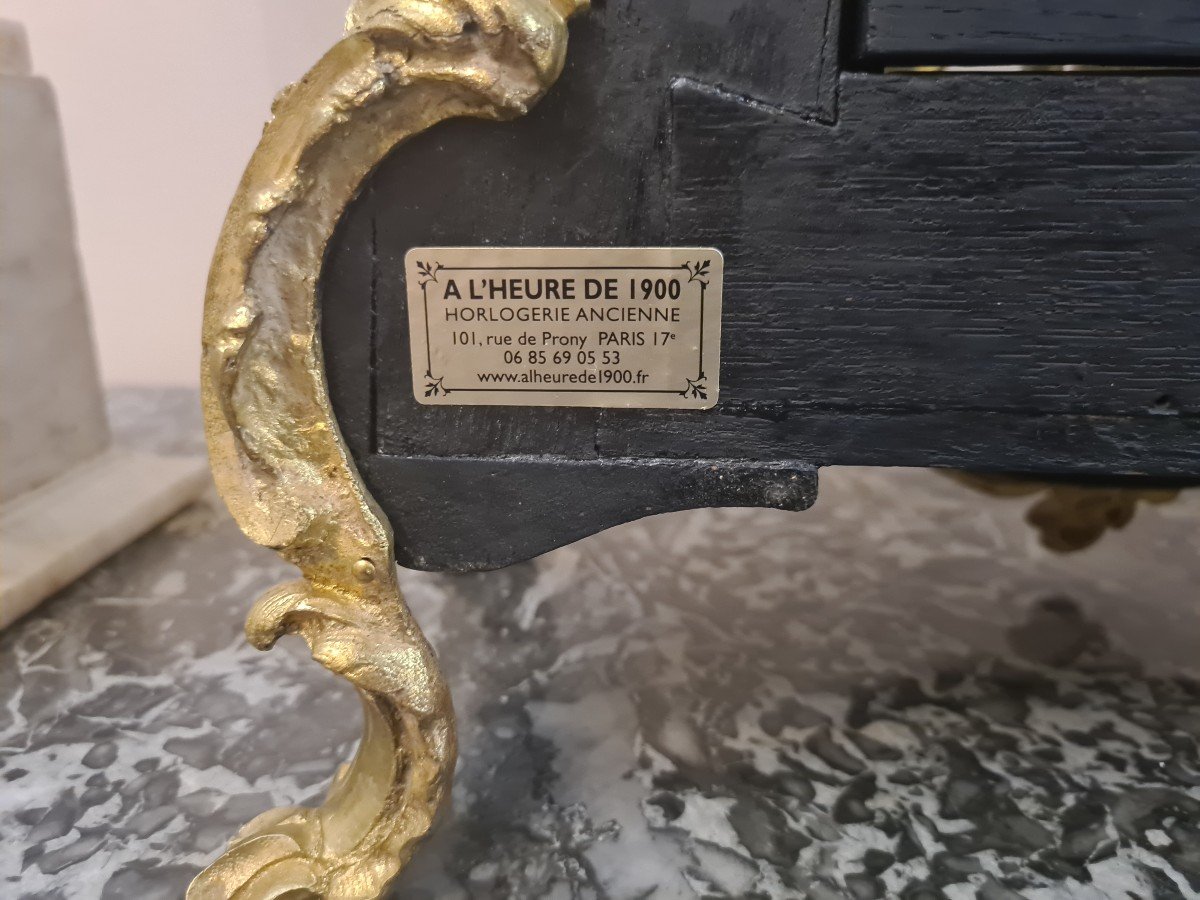 A L'HEURE DE 1900
HORLOGERIE ANCIENNE
101, rue de Prony PARIS 17e
06 85 69 05 53
www.alheurede1900.fr